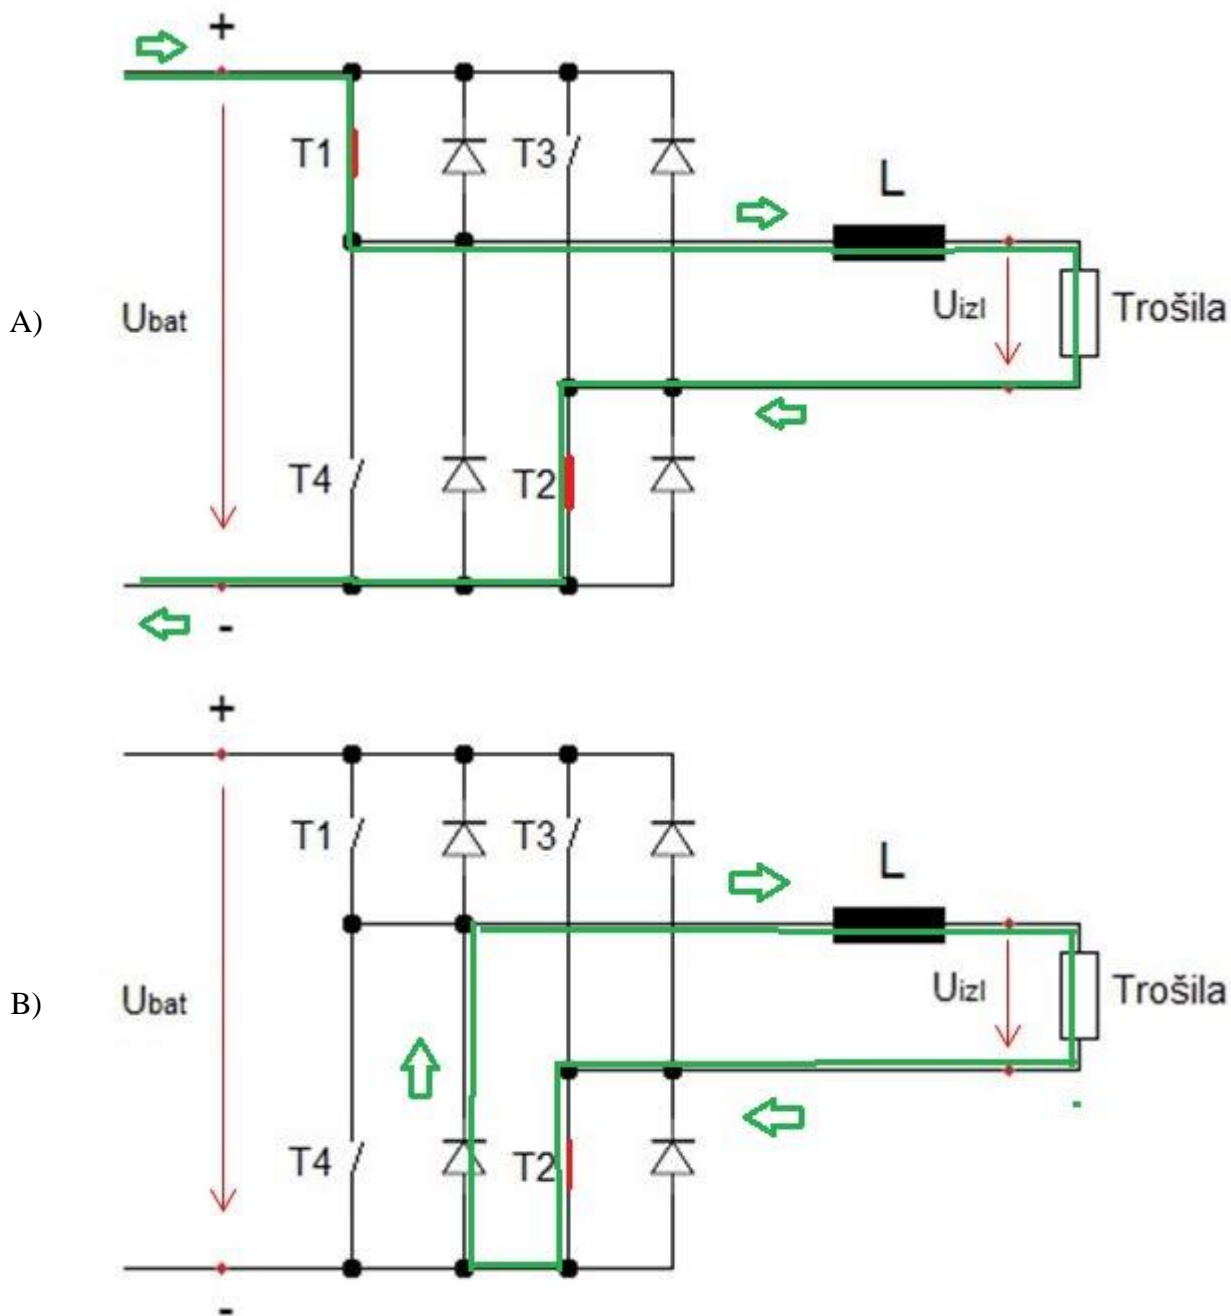 +
T1 T3
L
A) Ubat Uizl Trošila
T4 T2
-
+
T1 T3
L
B) Ubat Uizl Trošila
T4 T2
-